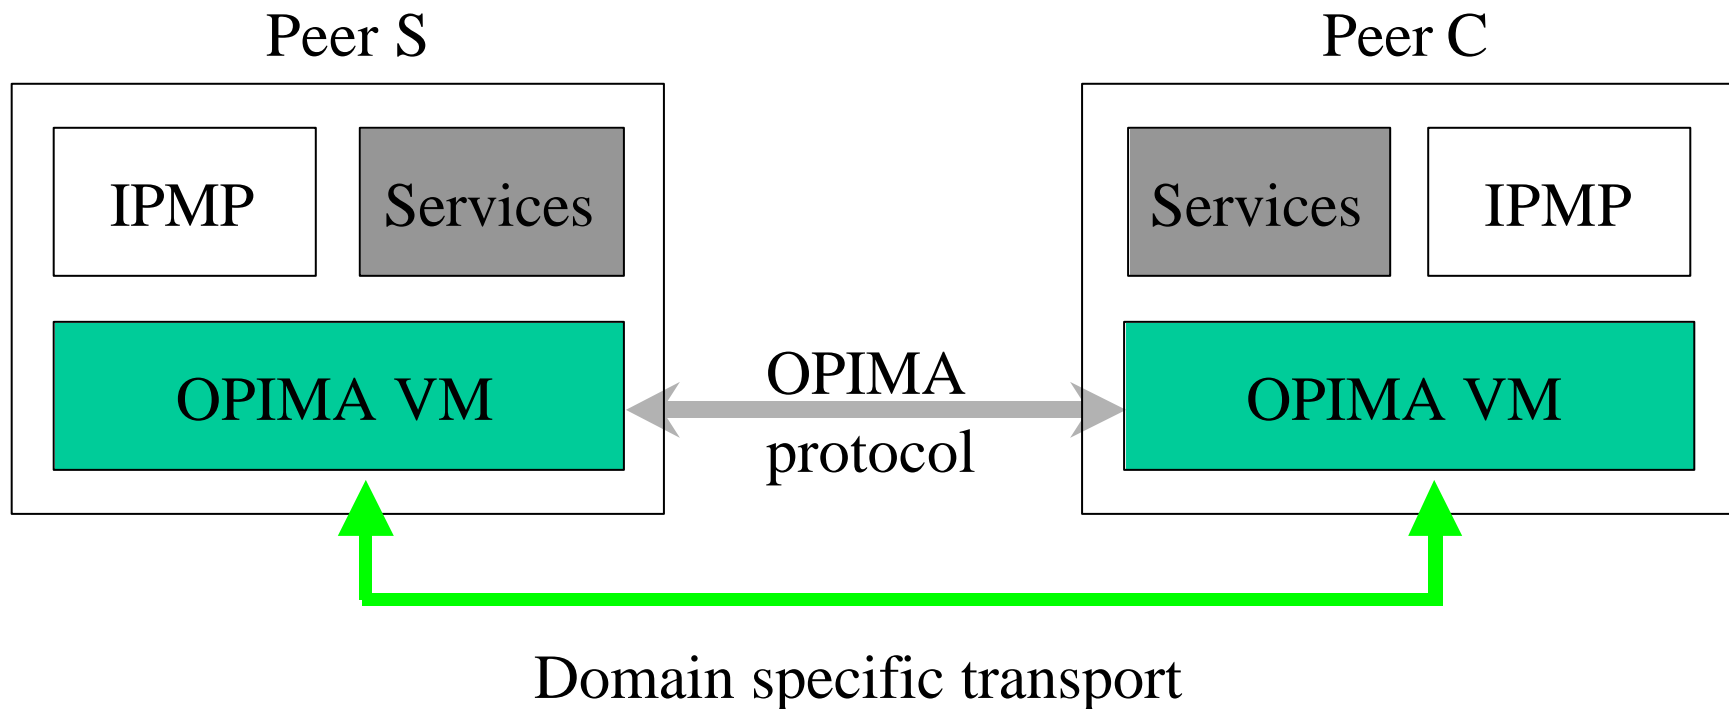 Peer S
Peer C
IPMP
Services
Services
IPMP
OPIMA VM
OPIMA
protocol
OPIMA VM
Domain specific transport